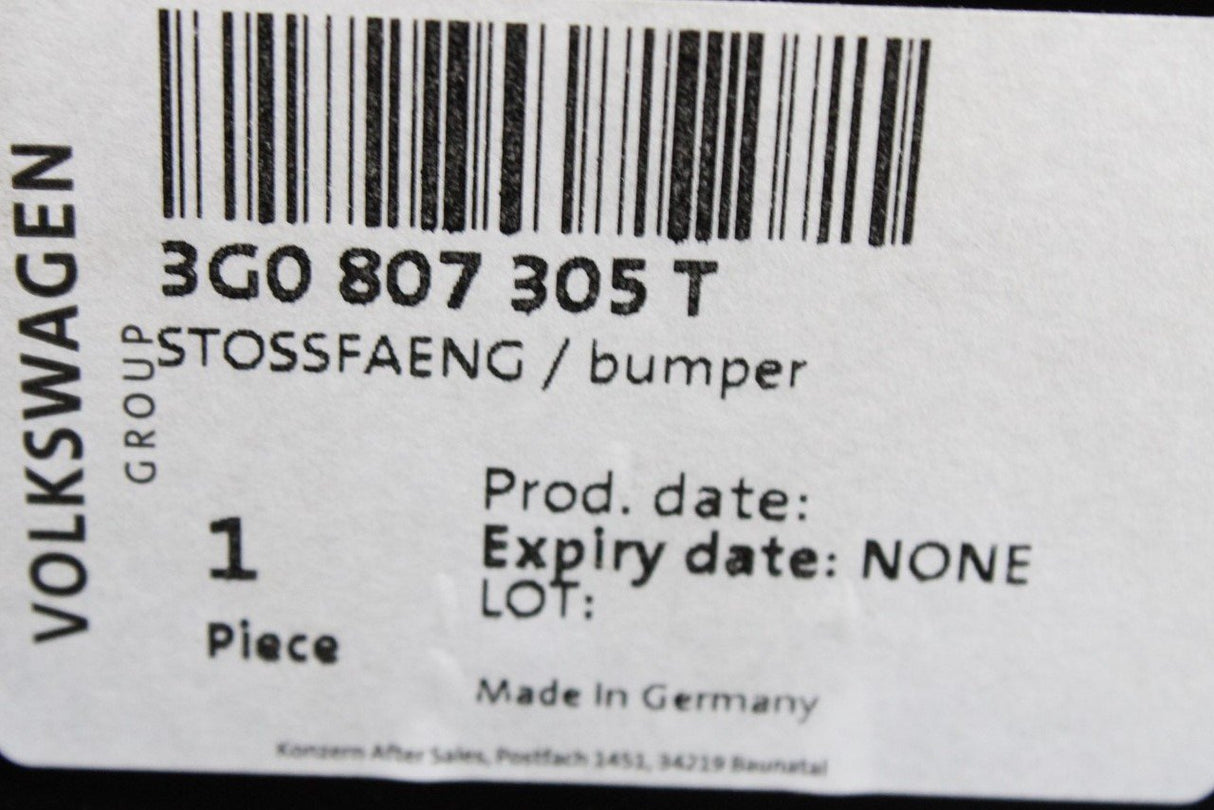 VOLKSWAGEN
GROUP
3G0 807 305 T
STOSSFAENG / bumper
1
Piece
Prod. date:
Expiry date: NONE
LOT:
Made In Germany
Konzern After Sales, Postfach 1451, 34219 Baunatal